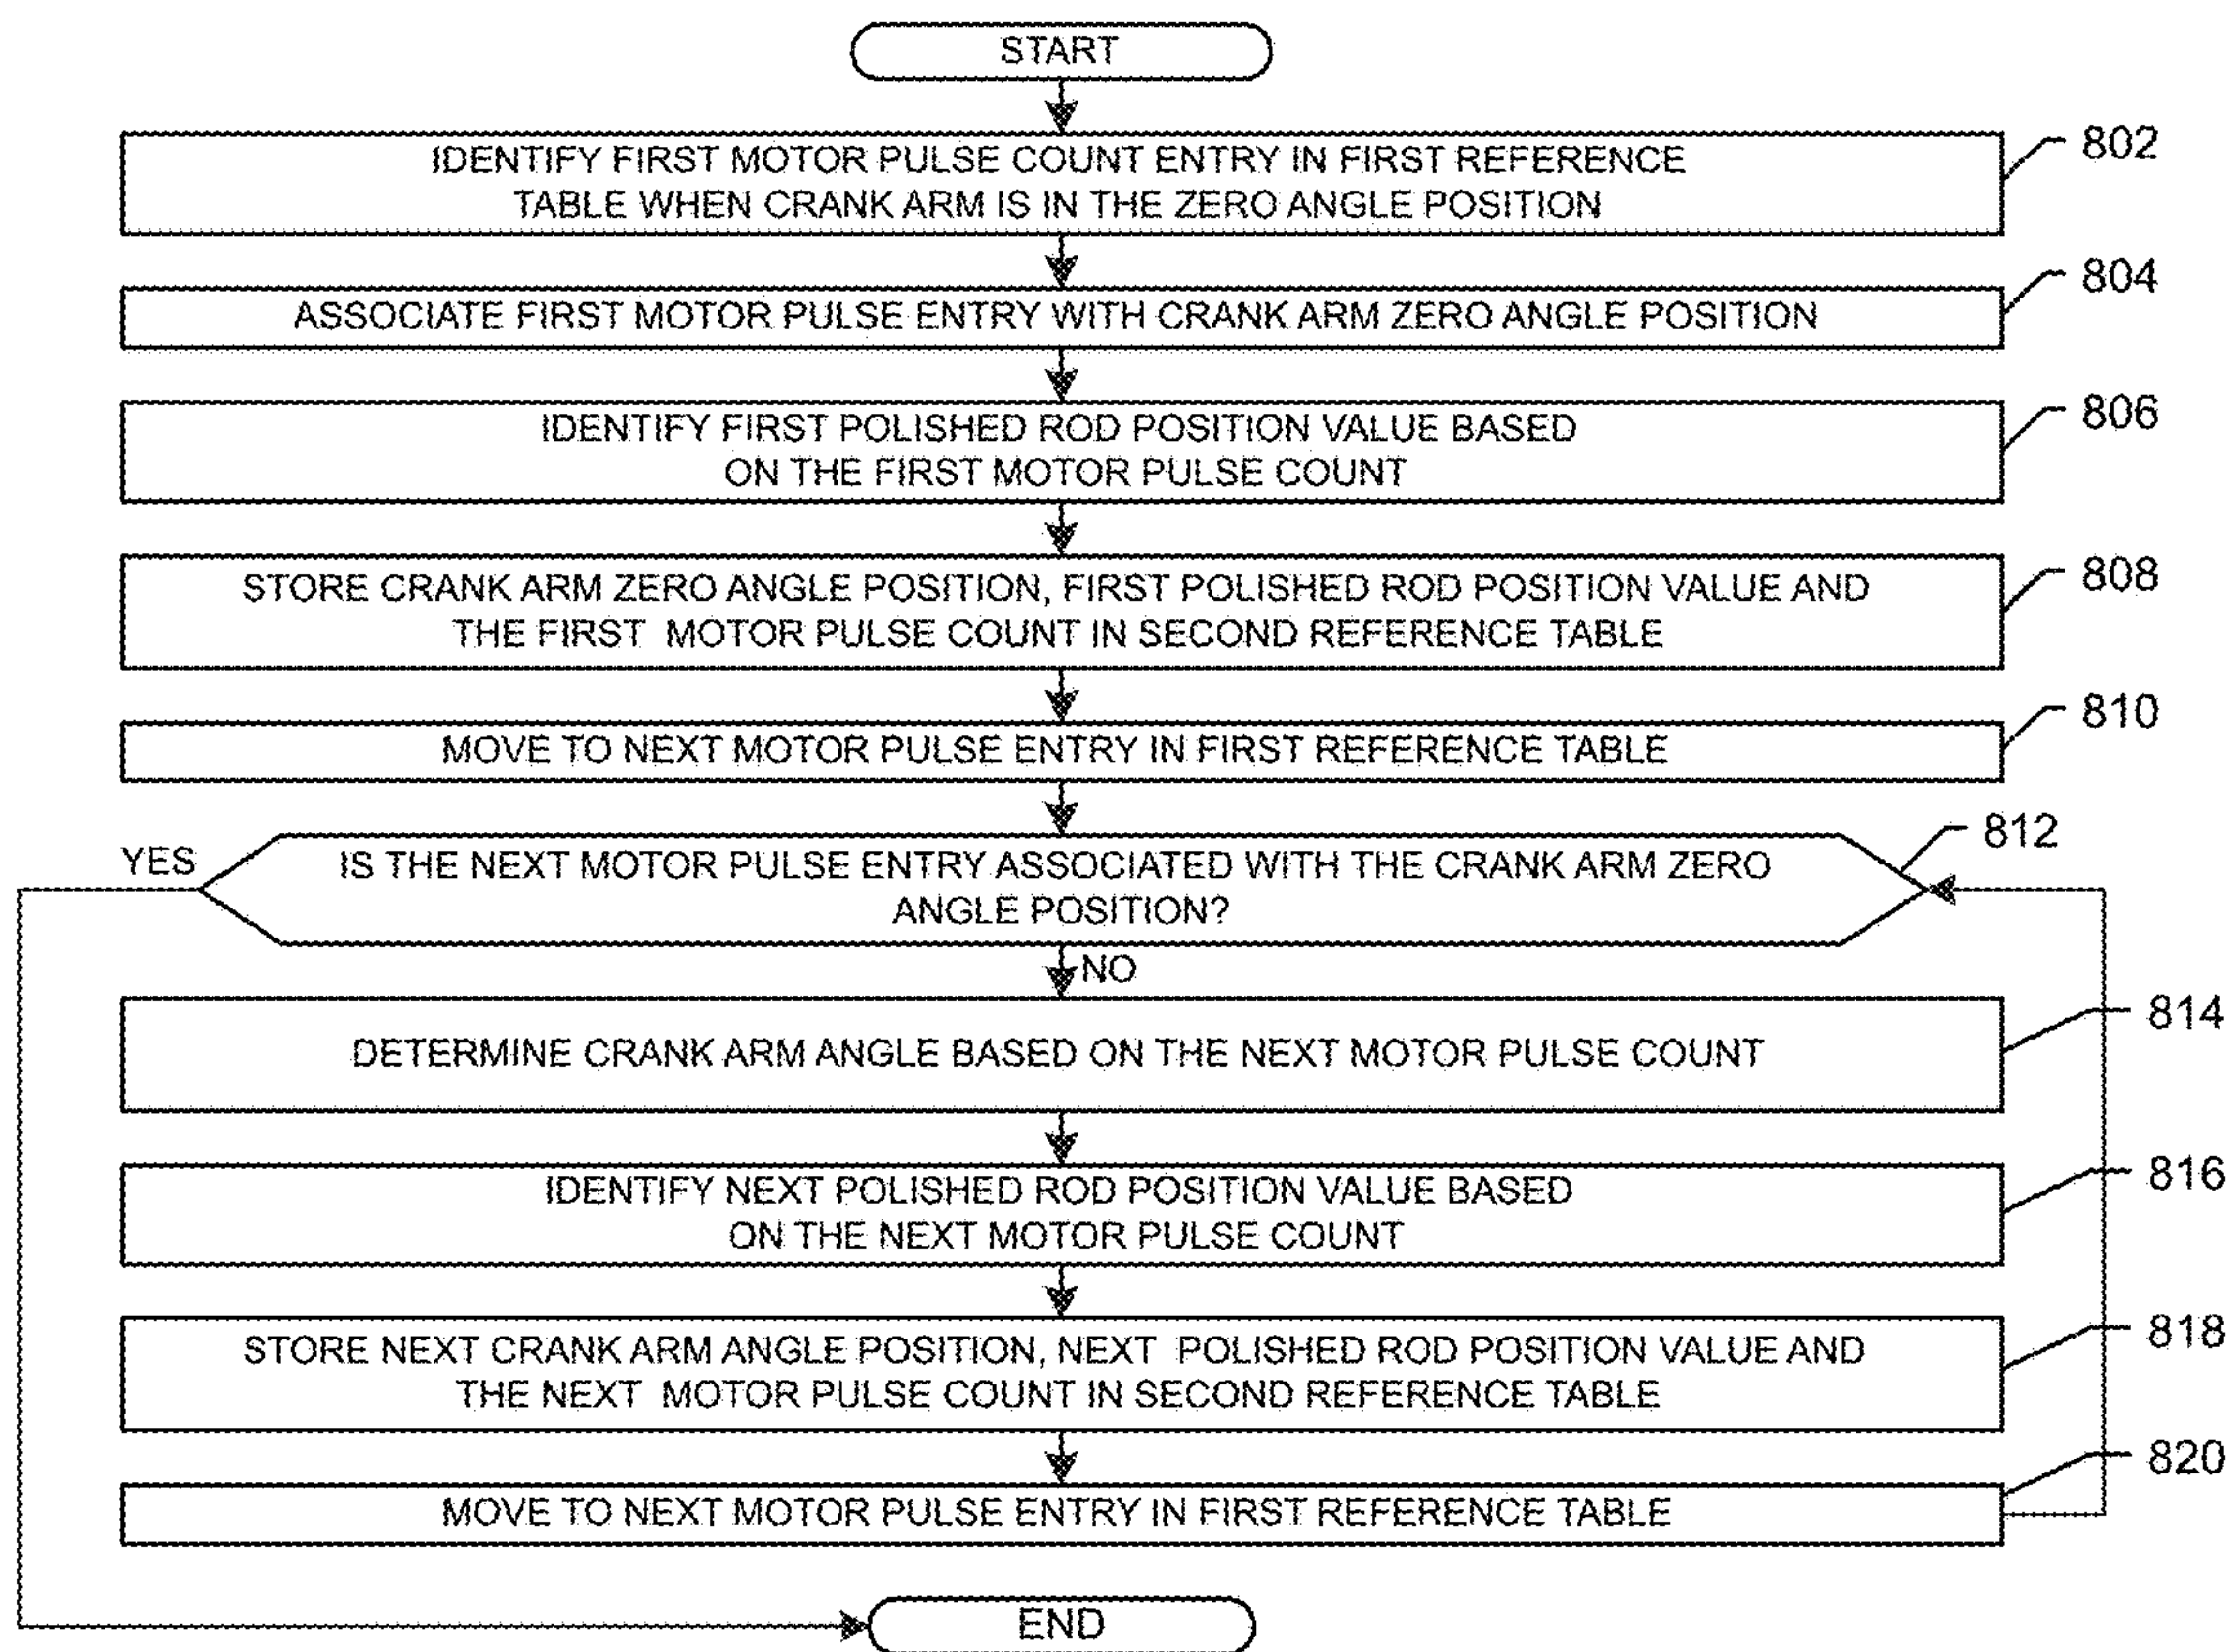 START
IDENTIFY FIRST MOTOR PULSE COUNT ENTRY IN FIRST REFERENCE
TABLE WHEN CRANK ARM IS IN THE ZERO ANGLE POSITION
802
ASSOCIATE FIRST MOTOR PULSE ENTRY WITH CRANK ARM ZERO ANGLE POSITION
804
IDENTIFY FIRST POLISHED ROD POSITION VALUE BASED
ON THE FIRST MOTOR PULSE COUNT
806
STORE CRANK ARM ZERO ANGLE POSITION, FIRST POLISHED ROD POSITION VALUE AND
THE FIRST MOTOR PULSE COUNT IN SECOND REFERENCE TABLE
808
MOVE TO NEXT MOTOR PULSE ENTRY IN FIRST REFERENCE TABLE
810
YES
IS THE NEXT MOTOR PULSE ENTRY ASSOCIATED WITH THE CRANK ARM ZERO
ANGLE POSITION?
812
NO
DETERMINE CRANK ARM ANGLE BASED ON THE NEXT MOTOR PULSE COUNT
814
IDENTIFY NEXT POLISHED ROD POSITION VALUE BASED
ON THE NEXT MOTOR PULSE COUNT
816
STORE NEXT CRANK ARM ANGLE POSITION, NEXT POLISHED ROD POSITION VALUE AND
THE NEXT MOTOR PULSE COUNT IN SECOND REFERENCE TABLE
818
MOVE TO NEXT MOTOR PULSE ENTRY IN FIRST REFERENCE TABLE
820
END